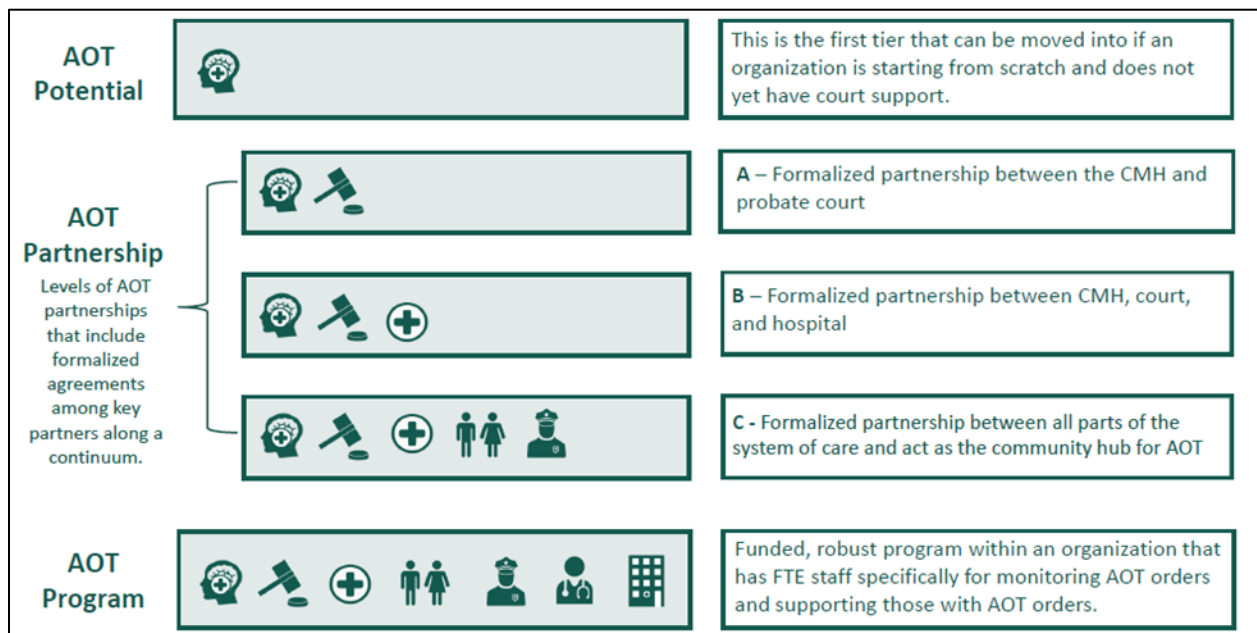 AOT
Potential
This is the first tier that can be moved into if an
organization is starting from scratch and does not
yet have court support.
AOT
Partnership
Levels of AOT
partnerships
that include
formalized
agreements
among key
partners along a
continuum.
A – Formalized partnership between the CMH and
probate court
B – Formalized partnership between CMH, court,
and hospital
C - Formalized partnership between all parts of the
system of care and act as the community hub for AOT
AOT
Program
Funded, robust program within an organization that
has FTE staff specifically for monitoring AOT orders
and supporting those with AOT orders.